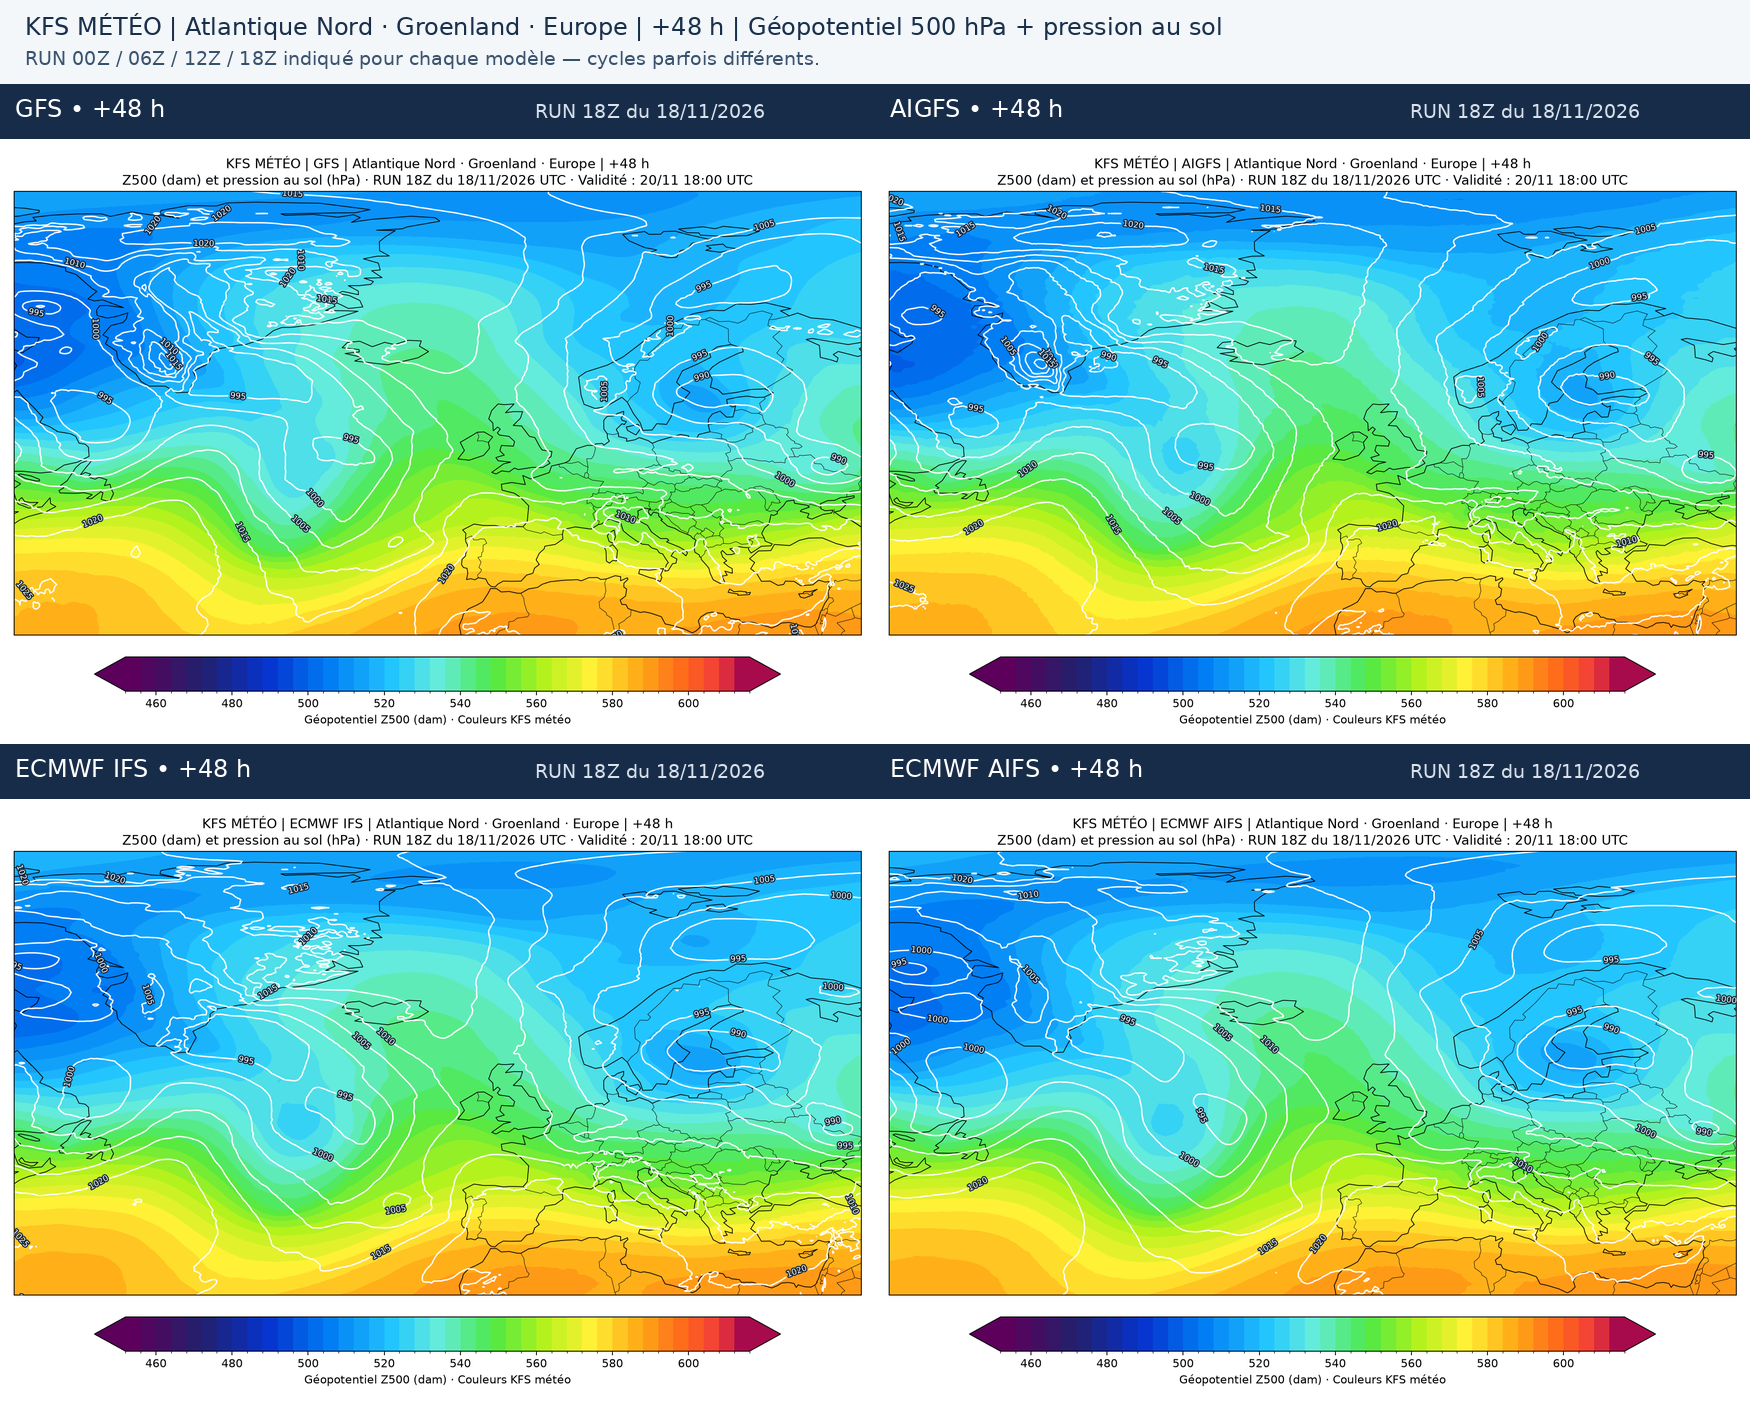 KFS MÉTÉO | Atlantique Nord · Groenland · Europe | +48 h | Géopotentiel 500 hPa + pression au sol
RUN 00Z / 06Z / 12Z / 18Z indiqué pour chaque modèle — cycles parfois différents.
GFS • +48 h
RUN 18Z du 18/11/2026
AIGFS • +48 h
RUN 18Z du 18/11/2026
KFS MÉTÉO | GFS | Atlantique Nord · Groenland · Europe | +48 h
Z500 (dam) et pression au sol (hPa) · RUN 18Z du 18/11/2026 UTC · Validité : 20/11 18:00 UTC
KFS MÉTÉO | AIGFS | Atlantique Nord · Groenland · Europe | +48 h
Z500 (dam) et pression au sol (hPa) · RUN 18Z du 18/11/2026 UTC · Validité : 20/11 18:00 UTC
460 480 500 520 540 560 580 600
Géopotentiel Z500 (dam) · Couleurs KFS météo
460 480 500 520 540 560 580 600
Géopotentiel Z500 (dam) · Couleurs KFS météo
ECMWF IFS • +48 h
RUN 18Z du 18/11/2026
ECMWF AIFS • +48 h
RUN 18Z du 18/11/2026
KFS MÉTÉO | ECMWF IFS | Atlantique Nord · Groenland · Europe | +48 h
Z500 (dam) et pression au sol (hPa) · RUN 18Z du 18/11/2026 UTC · Validité : 20/11 18:00 UTC
KFS MÉTÉO | ECMWF AIFS | Atlantique Nord · Groenland · Europe | +48 h
Z500 (dam) et pression au sol (hPa) · RUN 18Z du 18/11/2026 UTC · Validité : 20/11 18:00 UTC
460 480 500 520 540 560 580 600
Géopotentiel Z500 (dam) · Couleurs KFS météo
460 480 500 520 540 560 580 600
Géopotentiel Z500 (dam) · Couleurs KFS météo